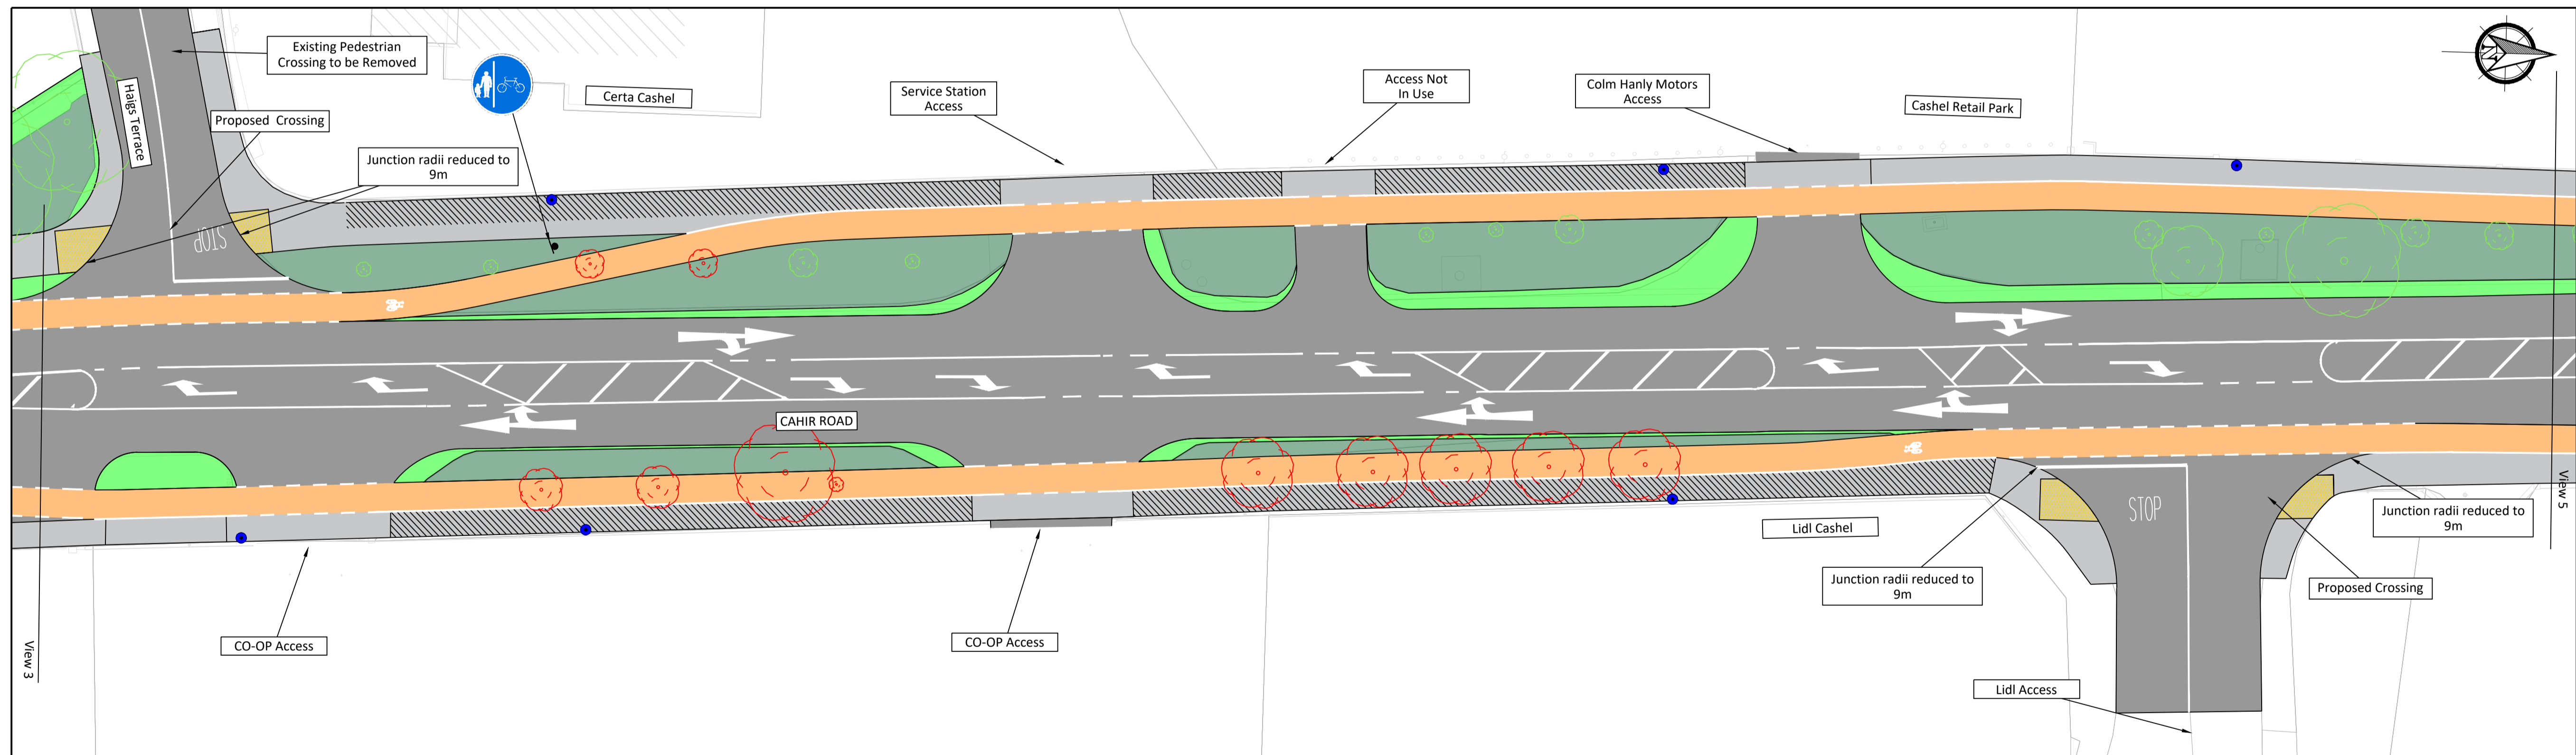 Existing Pedestrian
Crossing to be Removed
Haigs Terrace
Proposed Crossing
Junction radii reduced to
9m
Certa Cashel
Service Station
Access
Access Not
In Use
Colm Hanly Motors
Access
Cashel Retail Park
N
STOP
CAHIR ROAD
View 3
CO-OP Access
CO-OP Access
Lidl Cashel
STOP
Junction radii reduced to
9m
Junction radii reduced to
9m
Proposed Crossing
Lidl Access
View 5